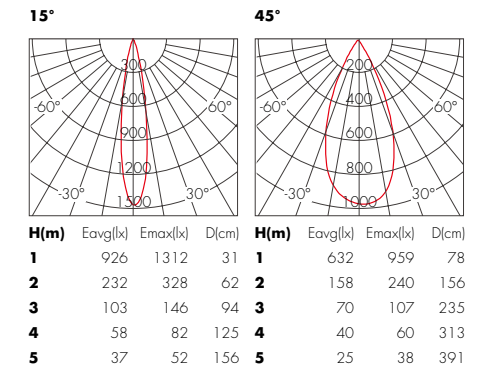 15° 45°
300 200
600 400
-60° 60° -60° 60°
900 600
1200 800
-30° 30° -30° 30°
1500 1000
H(m) Eavg(lx) Emax(lx) D(cm) H(m) Eavg(lx) Emax(lx) D(cm)
1 926 1312 31 1 632 959 78
2 232 328 62 2 158 240 156
3 103 146 94 3 70 107 235
4 58 82 125 4 40 60 313
5 37 52 156 5 25 38 391